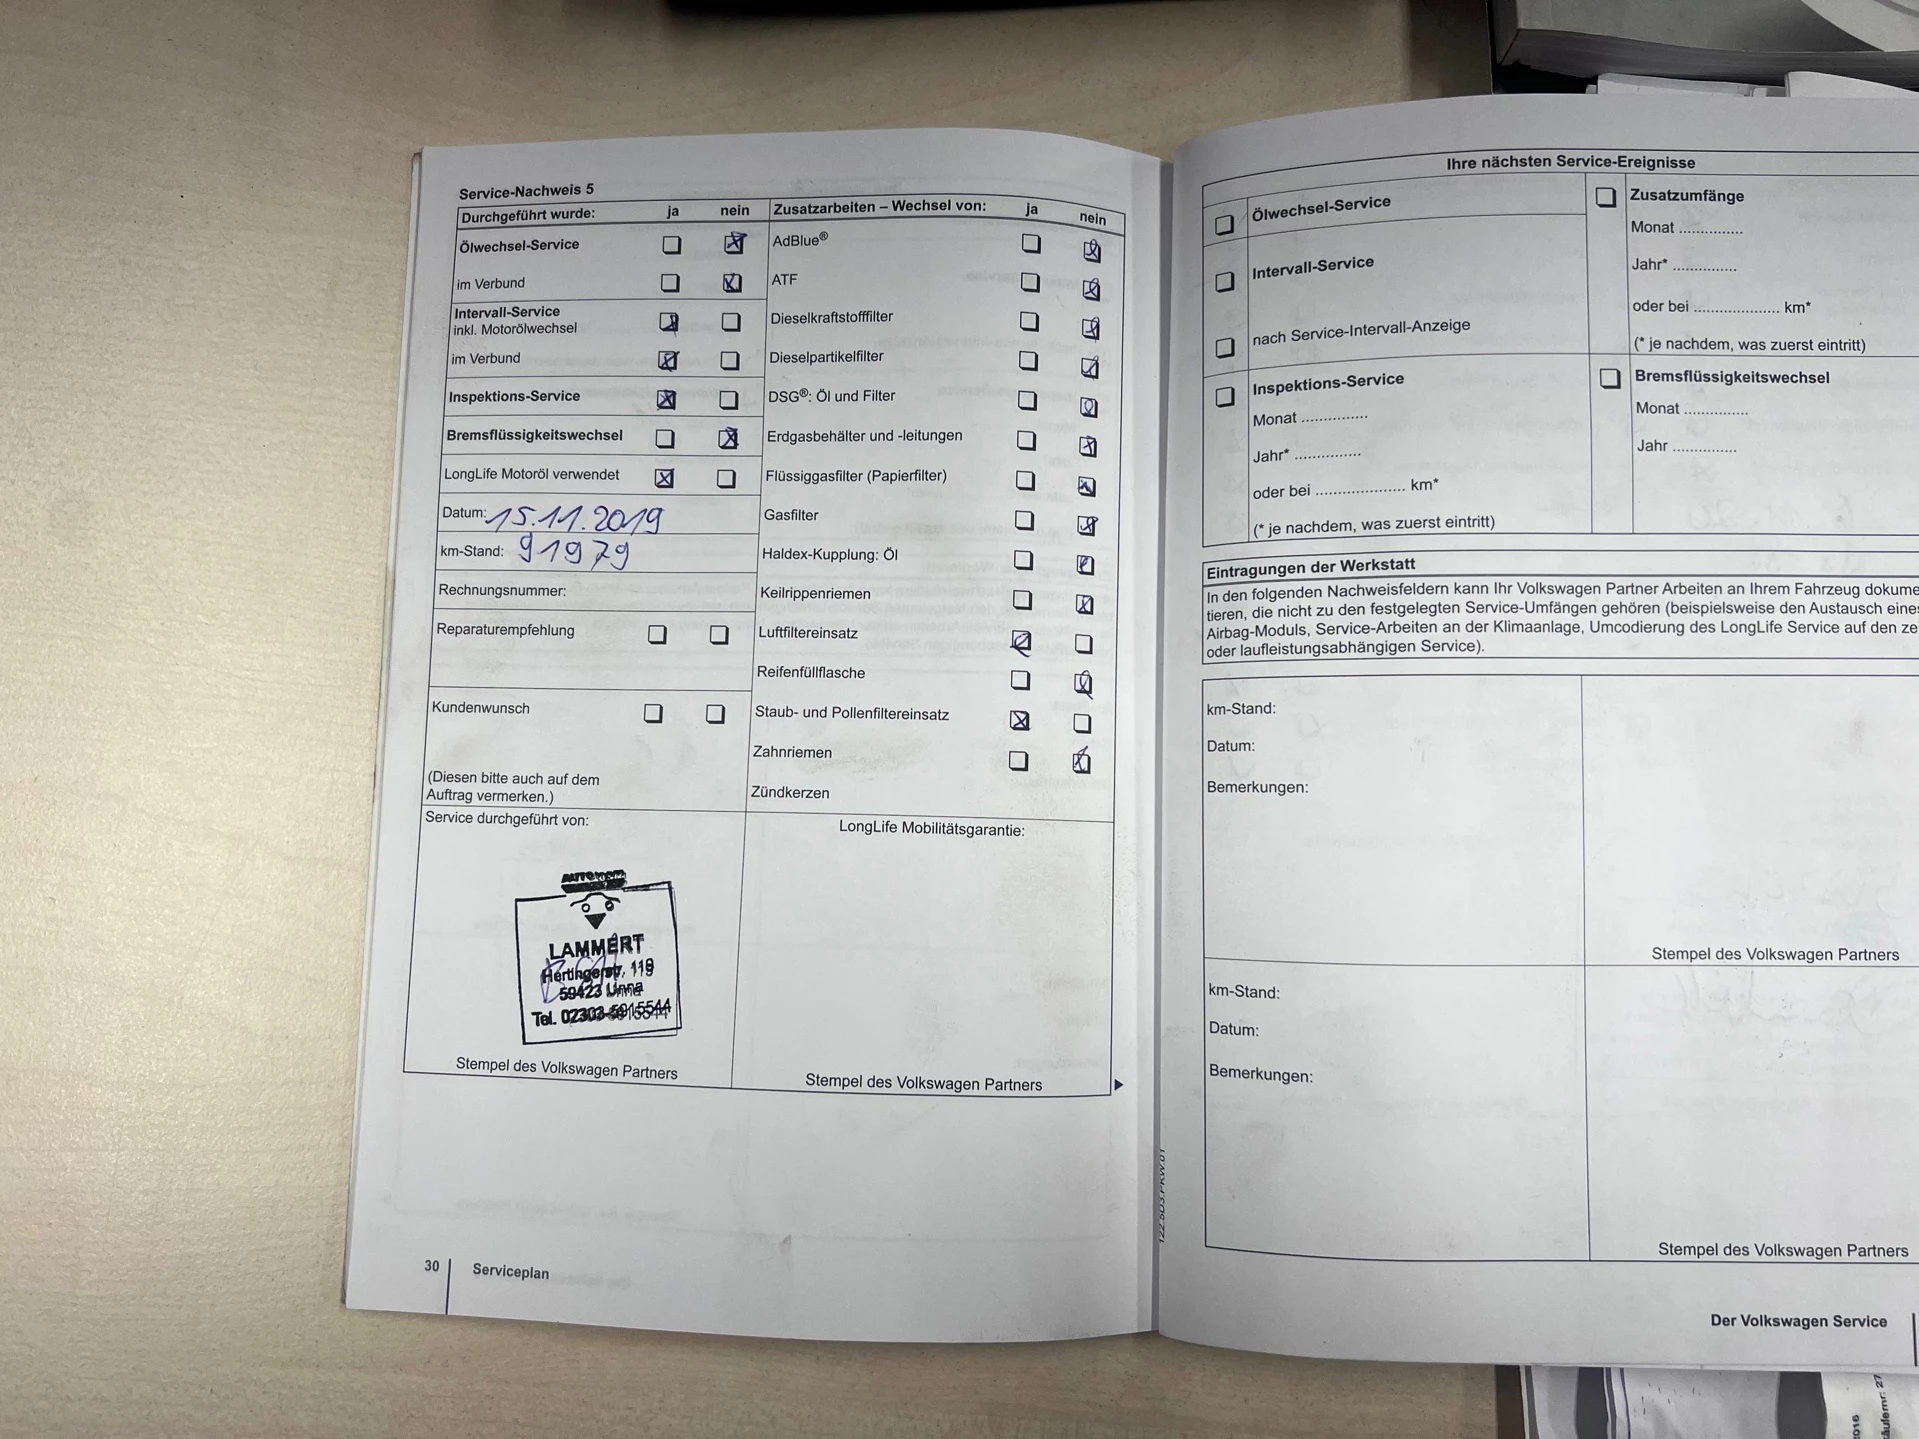 Service-Nachweis 5
Durchgeführt wurde: ja nein
Ölwechsel-Service
im Verbund
Intervall-Service
inkl. Motorölwechsel
im Verbund
Inspektions-Service
Bremsflüssigkeitswechsel
LongLife Motoröl verwendet
Datum: 15.11.2019
km-Stand: 91979
Rechnungsnummer:
Reparaturempfehlung
Kundenwunsch
(Diesen bitte auch auf dem
Auftrag vermerken.)
Zusatzarbeiten – Wechsel von: ja nein
AdBlue®
ATF
Dieselkraftstofffilter
Dieselpartikelfilter
DSG®: Öl und Filter
Erdgasbehälter und -leitungen
Flüssiggasfilter (Papierfilter)
Gasfilter
Haldex-Kupplung: Öl
Keilrippenriemen
Luftfiltereinsatz
Reifenfüllflasche
Staub- und Pollenfiltereinsatz
Zahnriemen
Zündkerzen
Service durchgeführt von:
LAMMERT
Hertingerstr. 119
59423 Unna
Tel. 02303-5915544
Stempel des Volkswagen Partners
LongLife Mobilitätsgarantie:
Stempel des Volkswagen Partners
30 Serviceplan
122.5D3.PKW.01
Ihre nächsten Service-Ereignisse
Ölwechsel-Service
Intervall-Service
nach Service-Intervall-Anzeige
Inspektions-Service
Monat ..............
Jahr* ..............
oder bei ................... km*
(* je nachdem, was zuerst eintritt)
Zusatzumfänge
Monat ..............
Jahr* ..............
oder bei ................... km*
(* je nachdem, was zuerst eintritt)
Bremsflüssigkeitswechsel
Monat ..............
Jahr ..............
Eintragungen der Werkstatt
In den folgenden Nachweisfeldern kann Ihr Volkswagen Partner Arbeiten an Ihrem Fahrzeug dokume
tieren, die nicht zu den festgelegten Service-Umfängen gehören (beispielsweise den Austausch eines
Airbag-Moduls, Service-Arbeiten an der Klimaanlage, Umcodierung des LongLife Service auf den ze
oder laufleistungsabhängigen Service).
km-Stand:
Datum:
Bemerkungen:
Stempel des Volkswagen Partners
km-Stand:
Datum:
Bemerkungen:
Stempel des Volkswagen Partners
Der Volkswagen Service
2016